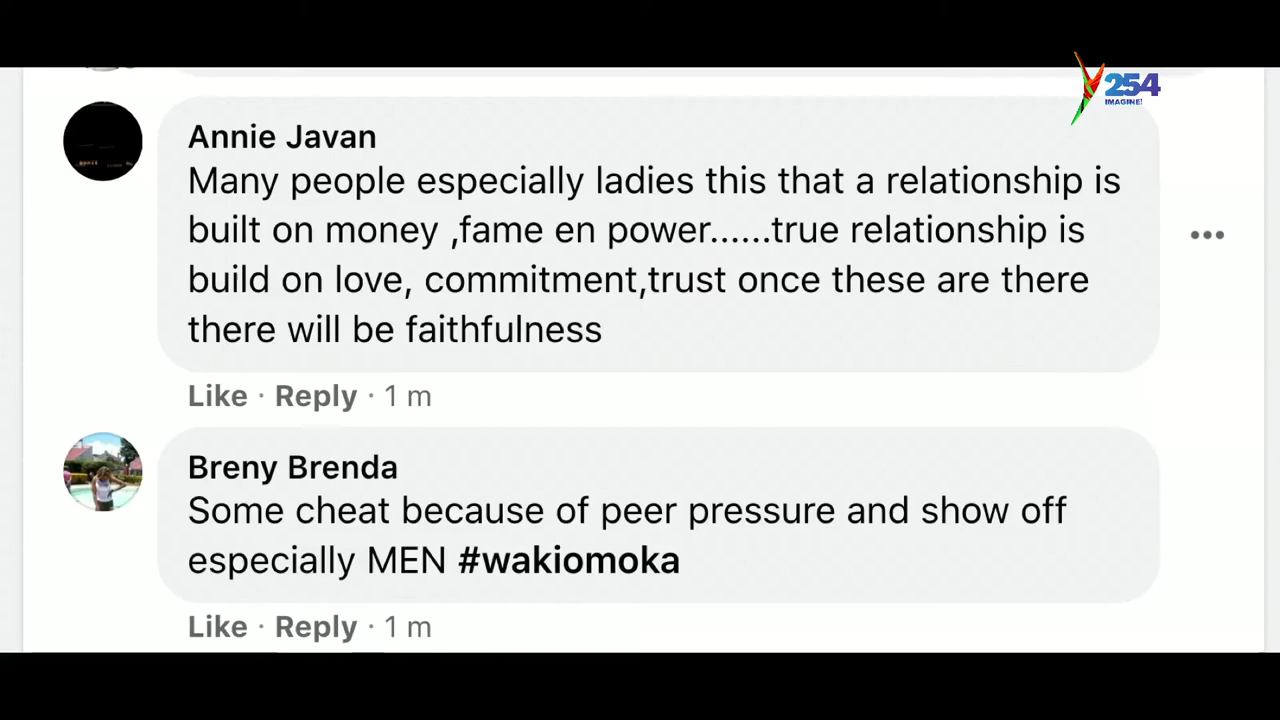 254
IMAGINE!
Annie Javan
Many people especially ladies this that a relationship is
built on money ,fame en power......true relationship is
build on love, commitment,trust once these are there
there will be faithfulness
Like · Reply · 1 m
Breny Brenda
Some cheat because of peer pressure and show off
especially MEN #wakiomoka
Like · Reply · 1 m